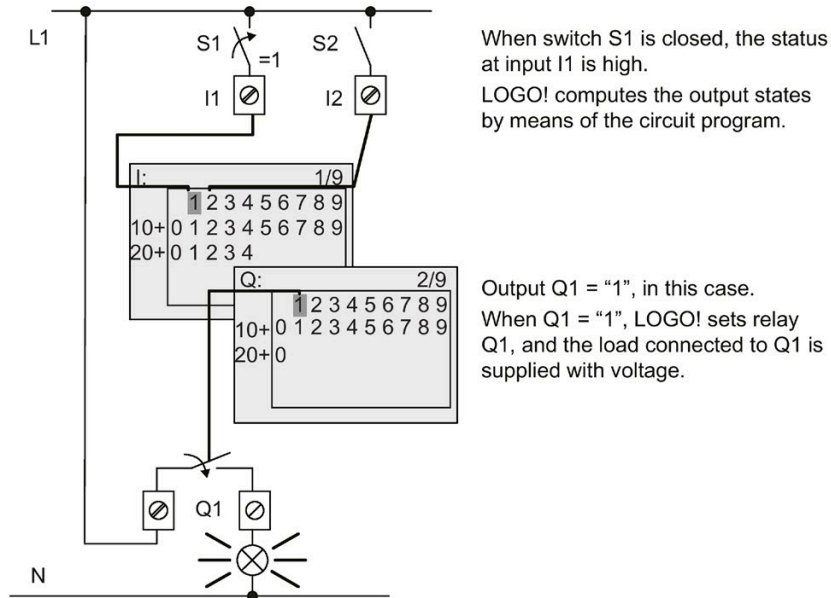 L1
S1
=1
S2
When switch S1 is closed, the status
at input I1 is high.
I1
I2
LOGO! computes the output states
by means of the circuit program.
I: 1/9
1 2 3 4 5 6 7 8 9
10+ 0 1 2 3 4 5 6 7 8 9
20+ 0 1 2 3 4
Q: 2/9
1 2 3 4 5 6 7 8 9
10+ 0 1 2 3 4 5 6 7 8 9
20+ 0
Output Q1 = “1”, in this case.
When Q1 = “1”, LOGO! sets relay
Q1, and the load connected to Q1 is
supplied with voltage.
Q1
N